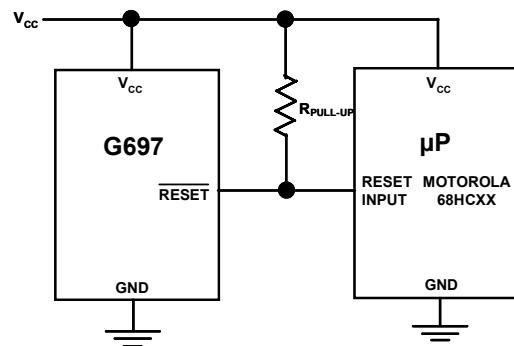 VCC
VCC
G697
RESET
GND
RPULL-UP
VCC
µP
RESET MOTOROLA
INPUT 68HCXX
GND